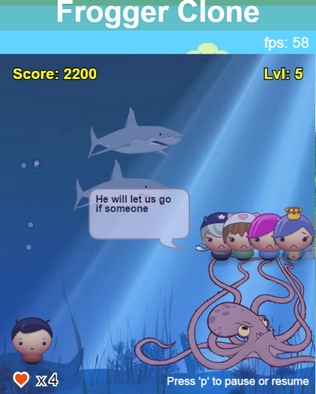 Frogger Clone
fps: 58
Score: 2200
Lvl: 5
He will let us go
if someone
x4
Press 'p' to pause or resume